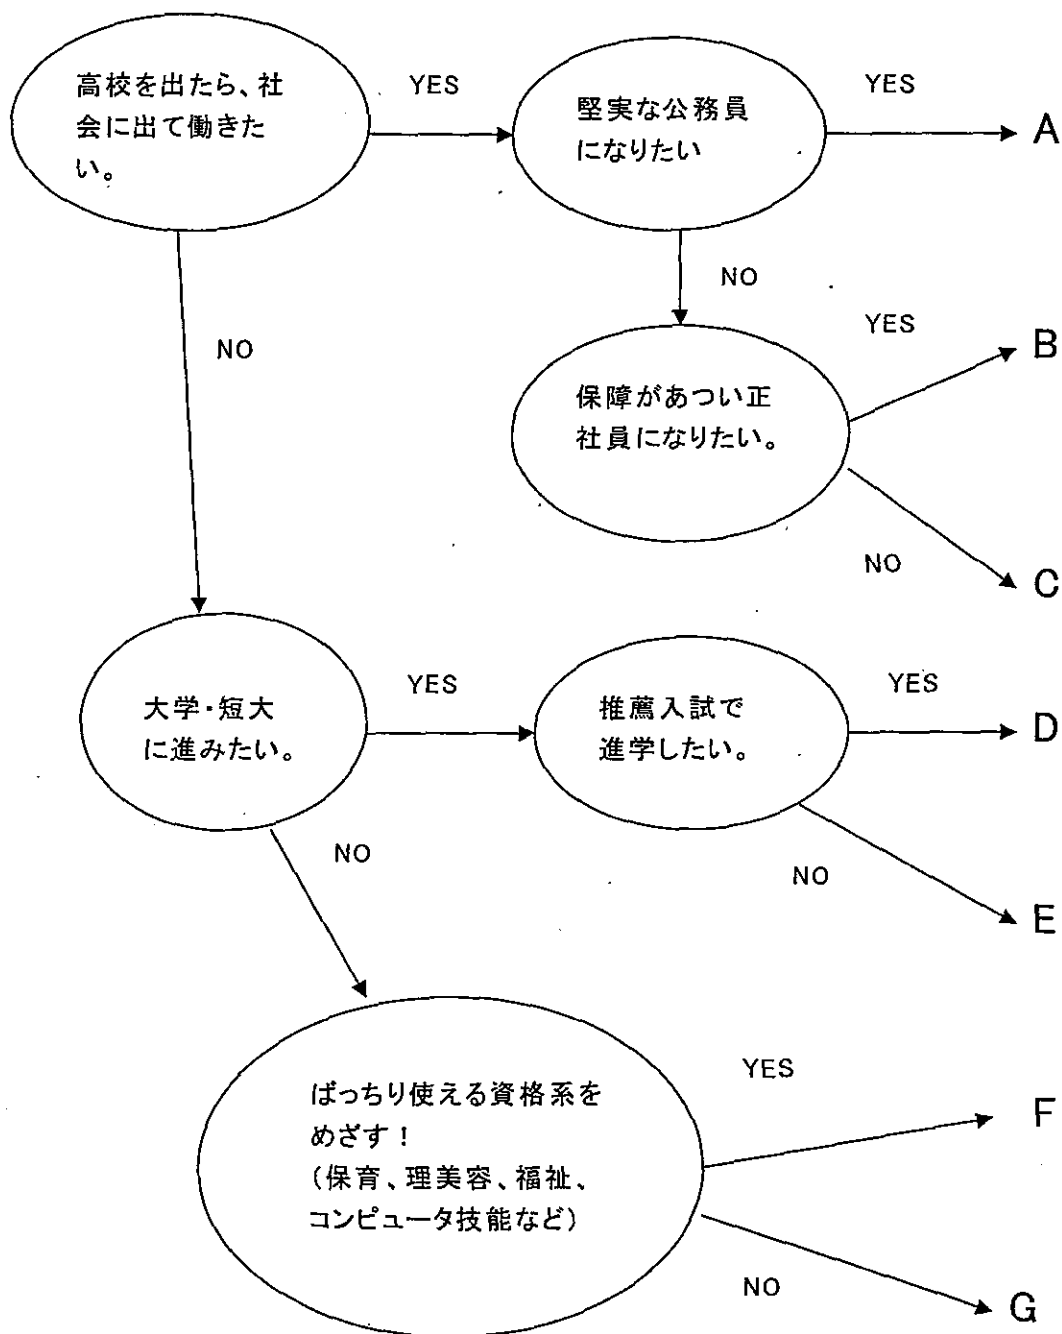 高校を出たら、社
会に出て働きた
い。
YES
堅実な公務員
になりたい
YES
A
NO
NO
保障があつい正
社員になりたい。
YES
B
NO
C
大学・短大
に進みたい。
YES
推薦入試で
進学したい。
YES
D
NO
NO
E
ばっちり使える資格系を
めざす！
（保育、理美容、福祉、
コンピュータ技能など）
YES
F
NO
G